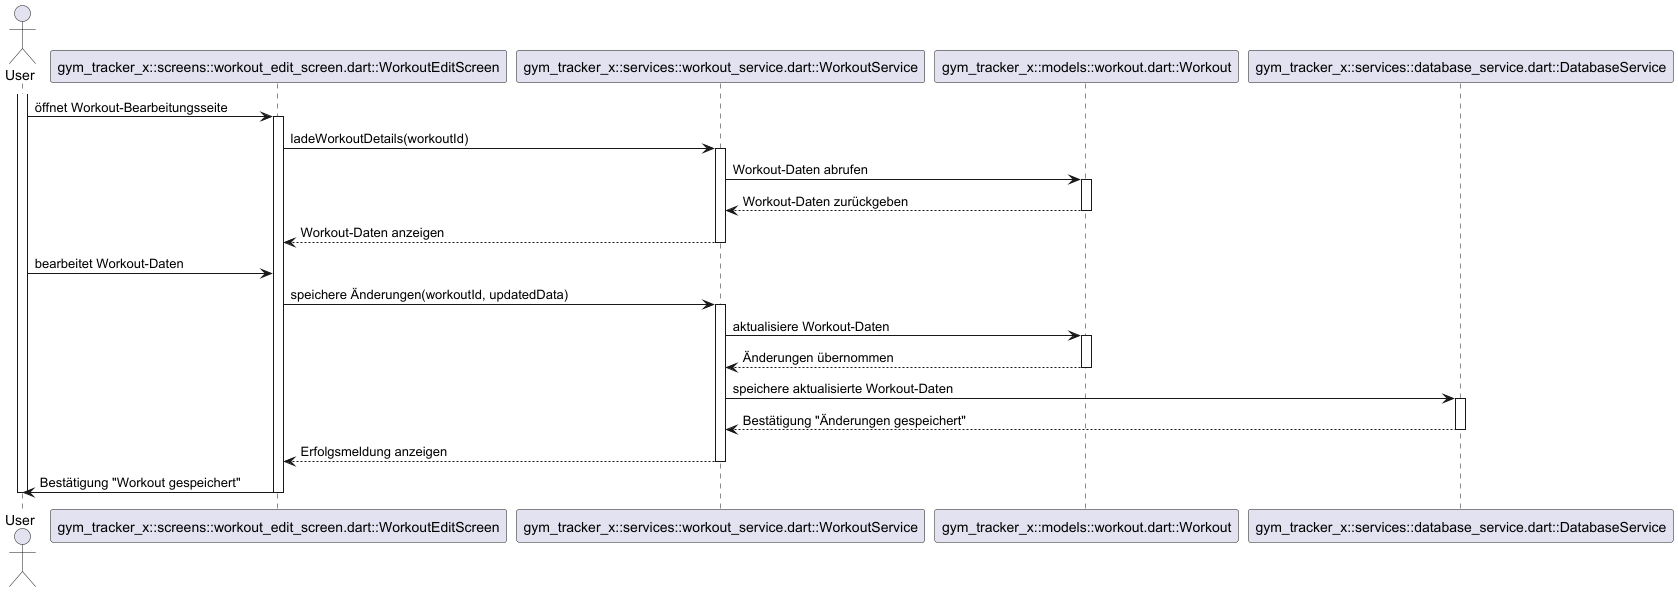 User
gym_tracker_x::screens::workout_edit_screen.dart::WorkoutEditScreen
gym_tracker_x::services::workout_service.dart::WorkoutService
gym_tracker_x::models::workout.dart::Workout
gym_tracker_x::services::database_service.dart::DatabaseService
öffnet Workout-Bearbeitungsseite
ladeWorkoutDetails(workoutId)
Workout-Daten abrufen
Workout-Daten zurückgeben
Workout-Daten anzeigen
bearbeitet Workout-Daten
speichere Änderungen(workoutId, updatedData)
aktualisiere Workout-Daten
Änderungen übernommen
speichere aktualisierte Workout-Daten
Bestätigung "Änderungen gespeichert"
Erfolgsmeldung anzeigen
Bestätigung "Workout gespeichert"
User
gym_tracker_x::screens::workout_edit_screen.dart::WorkoutEditScreen
gym_tracker_x::services::workout_service.dart::WorkoutService
gym_tracker_x::models::workout.dart::Workout
gym_tracker_x::services::database_service.dart::DatabaseService